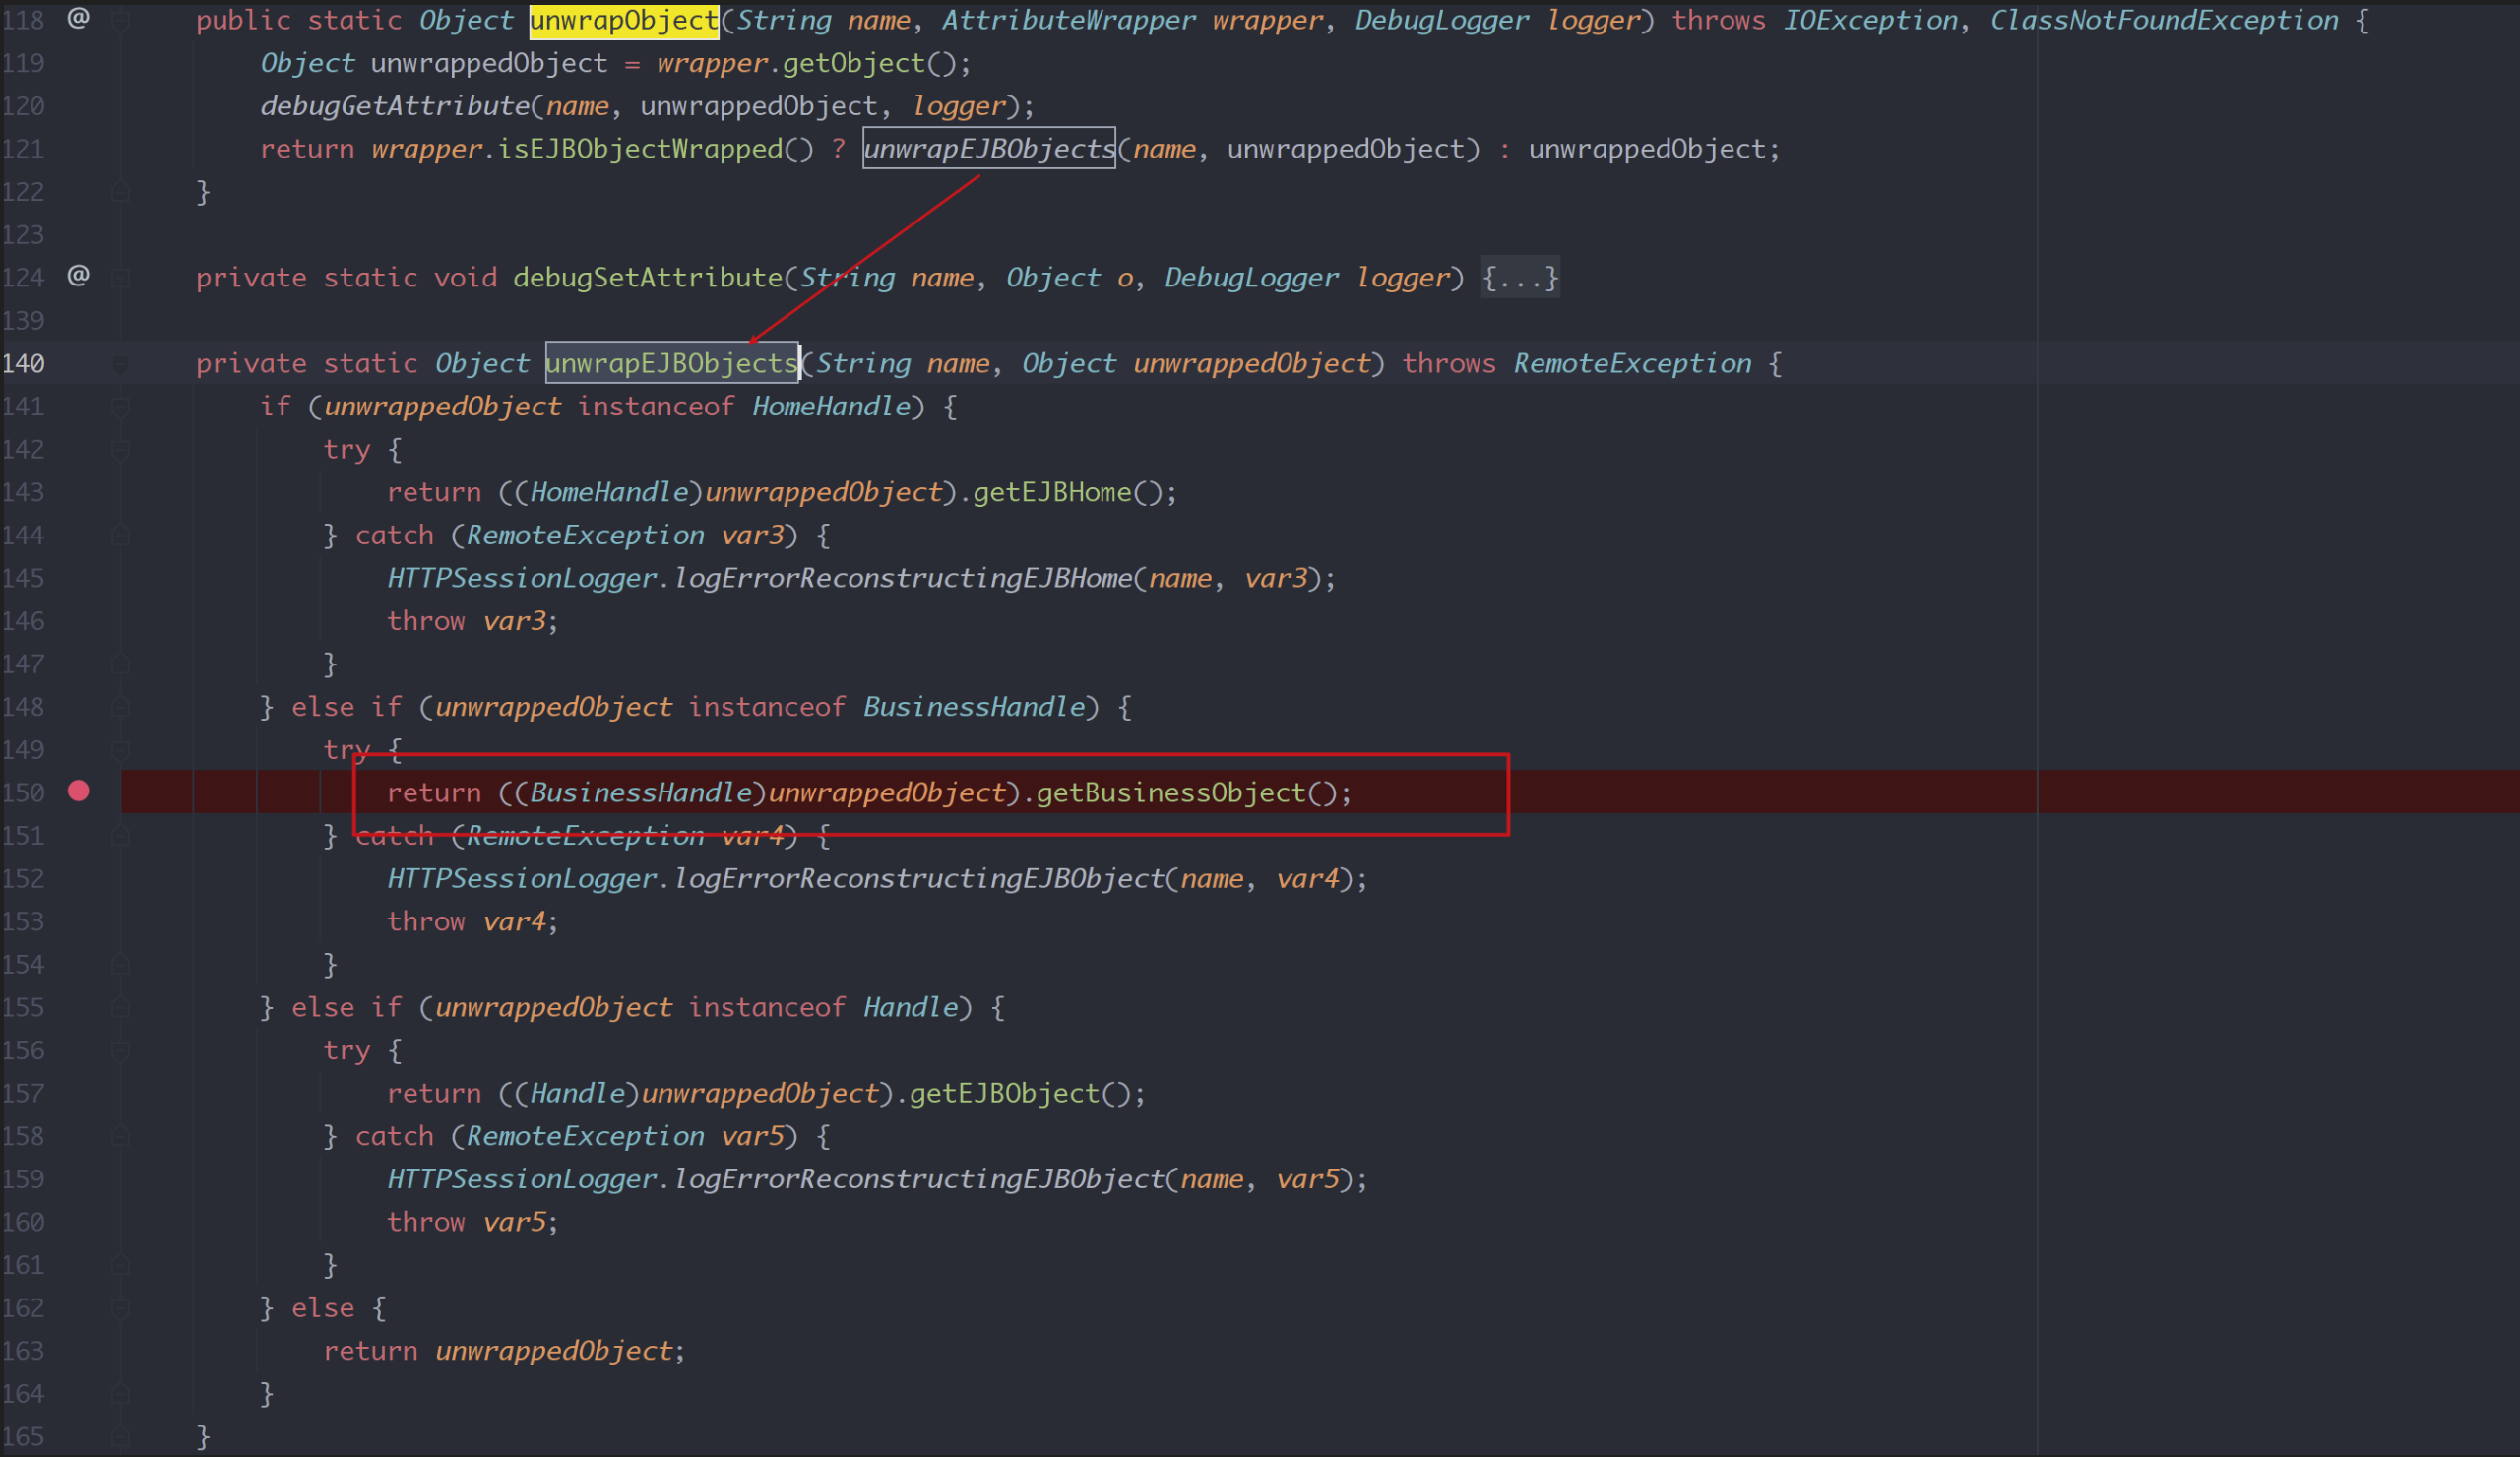 118 @ public static Object unwrapObject(String name, AttributeWrapper wrapper, DebugLogger logger) throws IOException, ClassNotFoundException {
119 Object unwrappedObject = wrapper.getObject();
120 debugGetAttribute(name, unwrappedObject, logger);
121 return wrapper.isEJBObjectWrapped() ? unwrapEJBObjects(name, unwrappedObject) : unwrappedObject;
122 }
123
124 @ private static void debugSetAttribute(String name, Object o, DebugLogger logger) {...}
139
140 private static Object unwrapEJBObjects(String name, Object unwrappedObject) throws RemoteException {
141 if (unwrappedObject instanceof HomeHandle) {
142 try {
143 return ((HomeHandle)unwrappedObject).getEJBHome();
144 } catch (RemoteException var3) {
145 HTTPSessionLogger.logErrorReconstructingEJBHome(name, var3);
146 throw var3;
147 }
148 } else if (unwrappedObject instanceof BusinessHandle) {
149 try {
150 return ((BusinessHandle)unwrappedObject).getBusinessObject();
151 } catch (RemoteException var4) {
152 HTTPSessionLogger.logErrorReconstructingEJBObject(name, var4);
153 throw var4;
154 }
155 } else if (unwrappedObject instanceof Handle) {
156 try {
157 return ((Handle)unwrappedObject).getEJBObject();
158 } catch (RemoteException var5) {
159 HTTPSessionLogger.logErrorReconstructingEJBObject(name, var5);
160 throw var5;
161 }
162 } else {
163 return unwrappedObject;
164 }
165 }